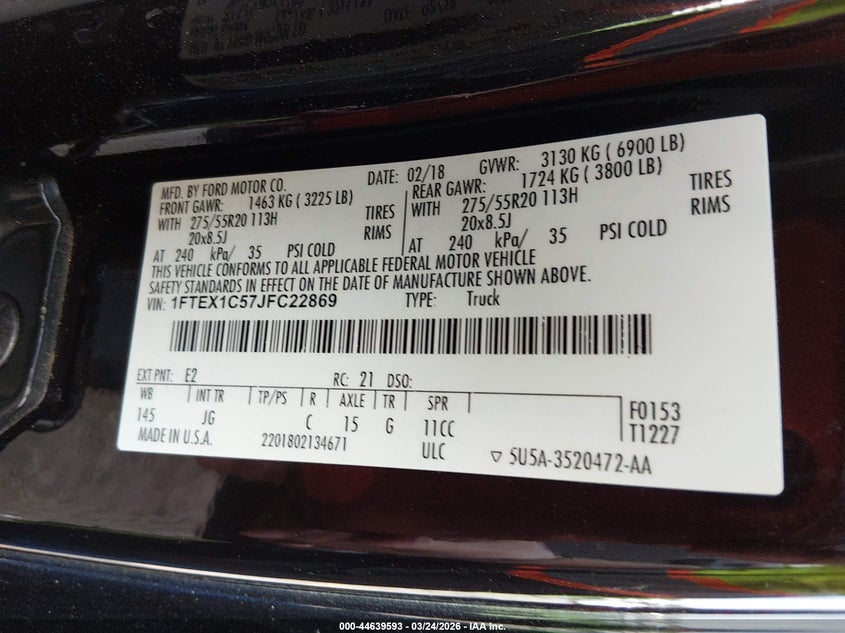 MFD. BY FORD MOTOR CO. DATE: 02/18 GVWR: 3130 KG ( 6900 LB)
FRONT GAWR: 1463 KG ( 3225 LB) REAR GAWR: 1724 KG ( 3800 LB)
WITH 275/55R20 113H TIRES WITH 275/55R20 113H TIRES
20x8.5J RIMS 20x8.5J RIMS
AT 240 kPa/ 35 PSI COLD AT 240 kPa/ 35 PSI COLD
THIS VEHICLE CONFORMS TO ALL APPLICABLE FEDERAL MOTOR VEHICLE
SAFETY STANDARDS IN EFFECT ON THE DATE OF MANUFACTURE SHOWN ABOVE.
VIN: 1FTEX1C57JFC22869 TYPE: Truck
EXT PNT: E2 RC: 21 DSO:
WB INT TR TP/PS R AXLE TR SPR
145 JG C 15 G 11CC F0153
MADE IN U.S.A. 2201802134671 ULC T1227
▽ 5U5A-3520472-AA
000-44639593 - 03/24/2026 - IAA Inc.